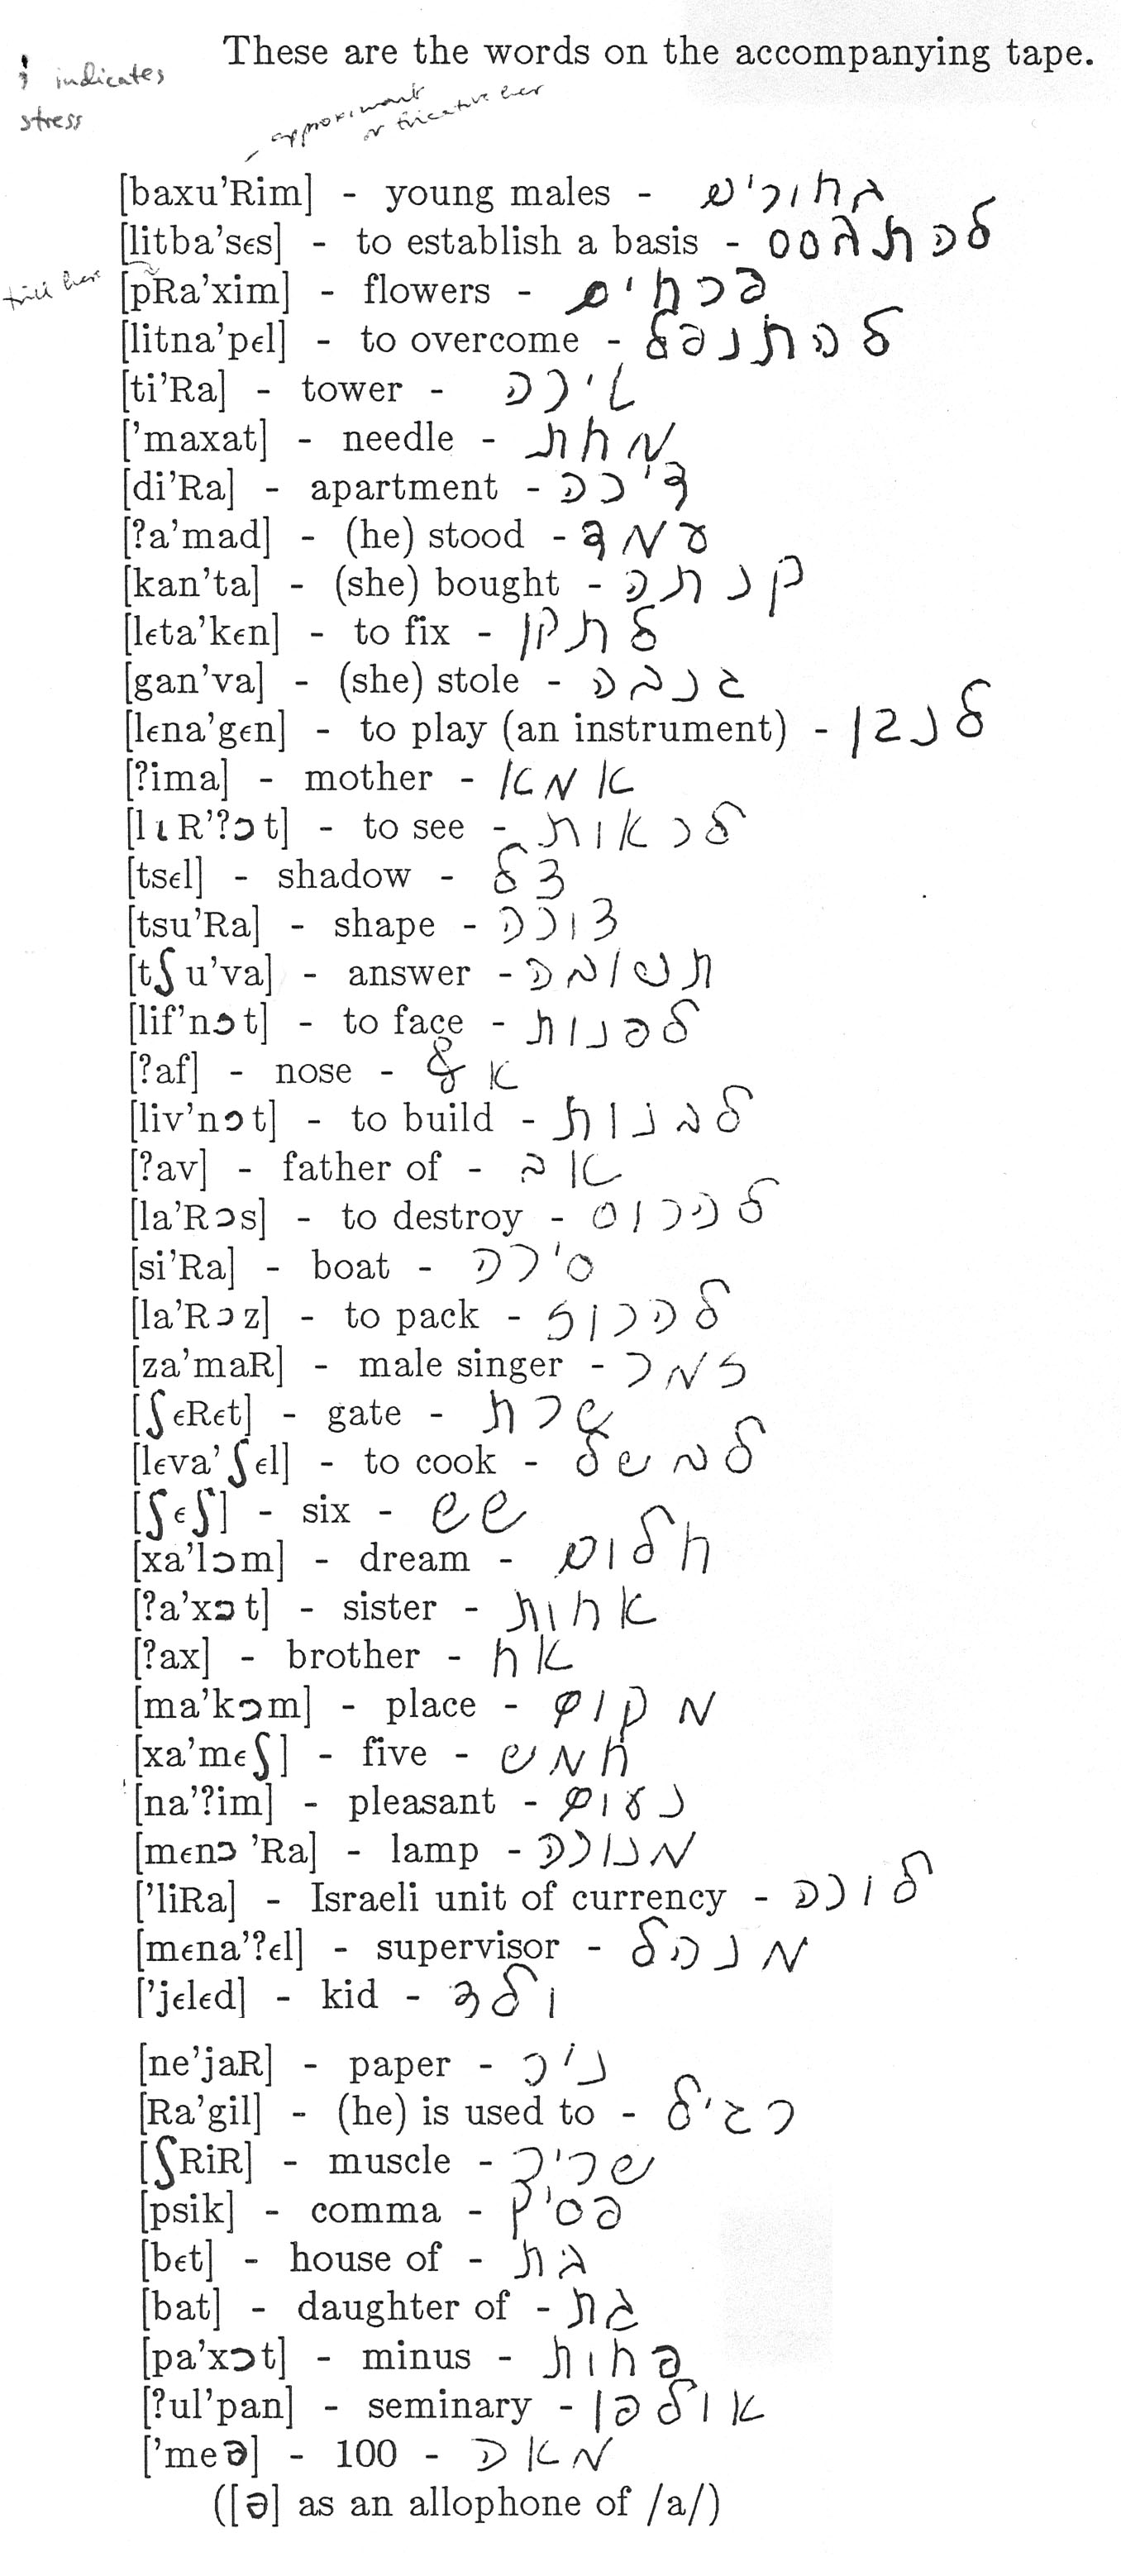 These are the words on the accompanying tape.
; indicates
stress
approximant
or fricative here
[baxu'Rim] - young males - בחורים
[litba'sɛs] - to establish a basis - להתבסס
trill here
[pRa'xim] - flowers - פרחים
[litna'pɛl] - to overcome - להתנפל
[ti'Ra] - tower - טירה
['maxat] - needle - מחת
[di'Ra] - apartment - דירה
[?a'mad] - (he) stood - עמד
[kan'ta] - (she) bought - קנתה
[lɛta'kɛn] - to fix - לתקן
[gan'va] - (she) stole - גנבה
[lɛna'gɛn] - to play (an instrument) - לנגן
[?ima] - mother - אמא
[lɩR'?ɔt] - to see - לראות
[tsɛl] - shadow - צל
[tsu'Ra] - shape - צורה
[tʃu'va] - answer - תשובה
[lif'nɔt] - to face - לפנות
[?af] - nose - אף
[liv'nɔt] - to build - לבנות
[?av] - father of - אב
[la'Rɔs] - to destroy - להרוס
[si'Ra] - boat - סירה
[la'Rɔz] - to pack - להרוז
[za'maR] - male singer - זמר
[ʃɛRɛt] - gate - שרת
[lɛva'ʃɛl] - to cook - לבשל
[ʃɛʃ] - six - שש
[xa'lɔm] - dream - חלום
[?a'xɔt] - sister - אחות
[?ax] - brother - אח
[ma'kɔm] - place - מקום
[xa'mɛʃ] - five - חמש
[na'?im] - pleasant - נעים
[mɛnɔ'Ra] - lamp - מנורה
['liRa] - Israeli unit of currency - לירה
[mɛna'?ɛl] - supervisor - מנהל
['jɛlɛd] - kid - ילד
[ne'jaR] - paper - ניר
[Ra'gil] - (he) is used to - רגיל
[ʃRiR] - muscle - שריר
[psik] - comma - פסיק
[bɛt] - house of - בת
[bat] - daughter of - בת
[pa'xɔt] - minus - פחות
[?ul'pan] - seminary - אולפן
['meə] - 100 - מאה
([ə] as an allophone of /a/)